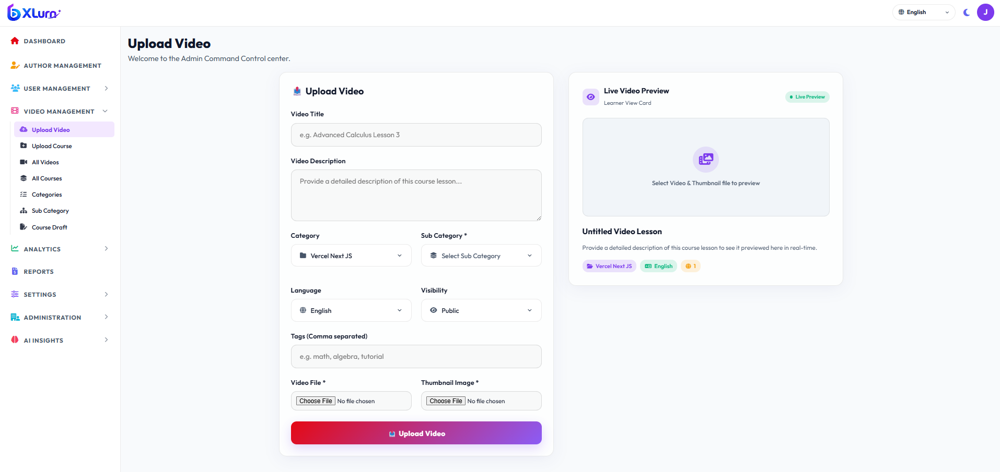 XLurn
English
J
DASHBOARD
AUTHOR MANAGEMENT
USER MANAGEMENT
VIDEO MANAGEMENT
Upload Video
Upload Course
All Videos
All Courses
Categories
Sub Category
Course Draft
ANALYTICS
REPORTS
SETTINGS
ADMINISTRATION
AI INSIGHTS
Upload Video
Welcome to the Admin Command Control center.
Upload Video
Video Title
e.g. Advanced Calculus Lesson 3
Video Description
Provide a detailed description of this course lesson...
Category
Sub Category *
Vercel Next JS
Select Sub Category
Language
Visibility
English
Public
Tags (Comma separated)
e.g. math, algebra, tutorial
Video File *
Thumbnail Image *
Choose File No file chosen
Choose File No file chosen
Upload Video
Live Video Preview
Learner View Card
Live Preview
Select Video & Thumbnail file to preview
Untitled Video Lesson
Provide a detailed description of this course lesson to see it previewed here in real-time.
Vercel Next JS
English
1